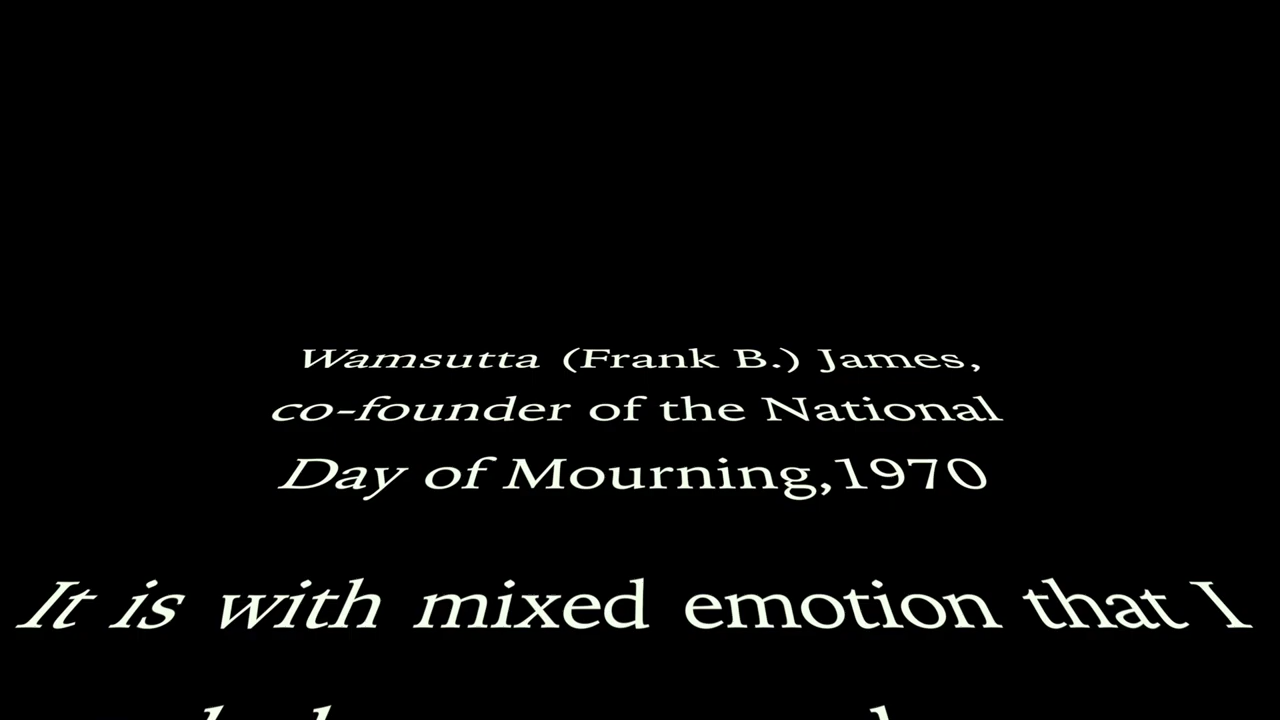 Wamsutta (Frank B.) James,
co-founder of the National
Day of Mourning,1970
It is with mixed emotion that I